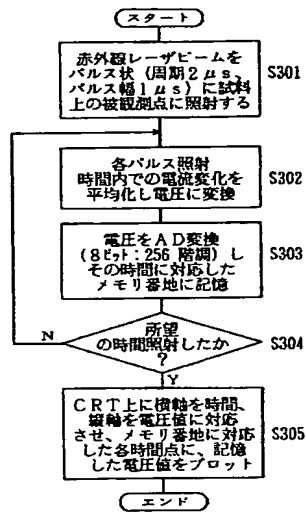 スタート
赤外線レーザビームを
パルス状（周期2μs、
パルス幅1μs）に試料
上の被観測点に照射する
S301
各パルス照射
時間内での電流変化を
平均化し電圧に変換
S302
電圧をAD変換
（8ビット：256階調）し
その時間に対応した
メモリ番地に記憶
S303
所望
の時間照射したか
？
S304
N
Y
CRT上に横軸を時間、
縦軸を電圧値に対応
させ、メモリ番地に対応
した各時間点に、記憶
した電圧値をプロット
S305
エンド